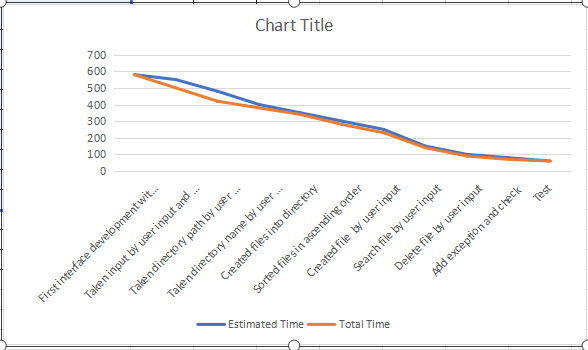 Chart Title
700
600
500
400
300
200
100
0
First interface development wit...
Taken input by user input and ...
Taken directory path by user ...
Taken directory name by user ...
Created files into directory
Sorted files in ascending order
Created file by user input
Search file by user input
Delete file by user input
Add exception and check
Test
Estimated Time
Total Time